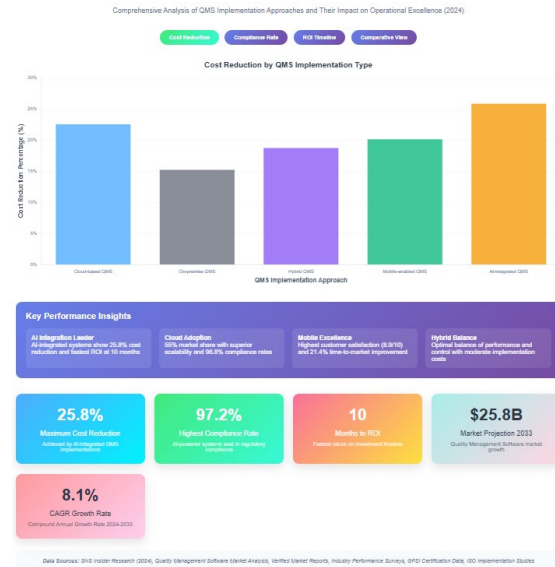 Comprehensive Analysis of QMS Implementation Approaches and Their Impact on Operational Excellence (2024)
Cost Reduction
Compliance Rate
ROI Timeline
Comparative View
Cost Reduction by QMS Implementation Type
Cost Reduction Percentage (%)
30%
25%
20%
15%
10%
5%
0%
Cloud-based QMS
On-premise QMS
Hybrid QMS
Mobile-enabled QMS
AI-integrated QMS
QMS Implementation Approach
Key Performance Insights
AI Integration Leader
AI-integrated systems show 25.8% cost
reduction and fastest ROI at 10 months
Cloud Adoption
55% market share with superior
scalability and 96.8% compliance rates
Mobile Excellence
Highest customer satisfaction (8.9/10)
and 21.4% time-to-market improvement
Hybrid Balance
Optimal balance of performance and
control with moderate implementation
costs
25.8%
Maximum Cost Reduction
Achieved by AI-integrated QMS
implementations
97.2%
Highest Compliance Rate
AI-powered systems lead in regulatory
compliance
10
Months to ROI
Fastest return on investment timeline
$25.8B
Market Projection 2033
Quality Management Software market
growth
8.1%
CAGR Growth Rate
Compound Annual Growth Rate 2024-2033
Data Sources: SNS Insider Research (2024), Quality Management Software Market Analysis, Verified Market Reports, Industry Performance Surveys, GFSI Certification Data, ISO Implementation Studies